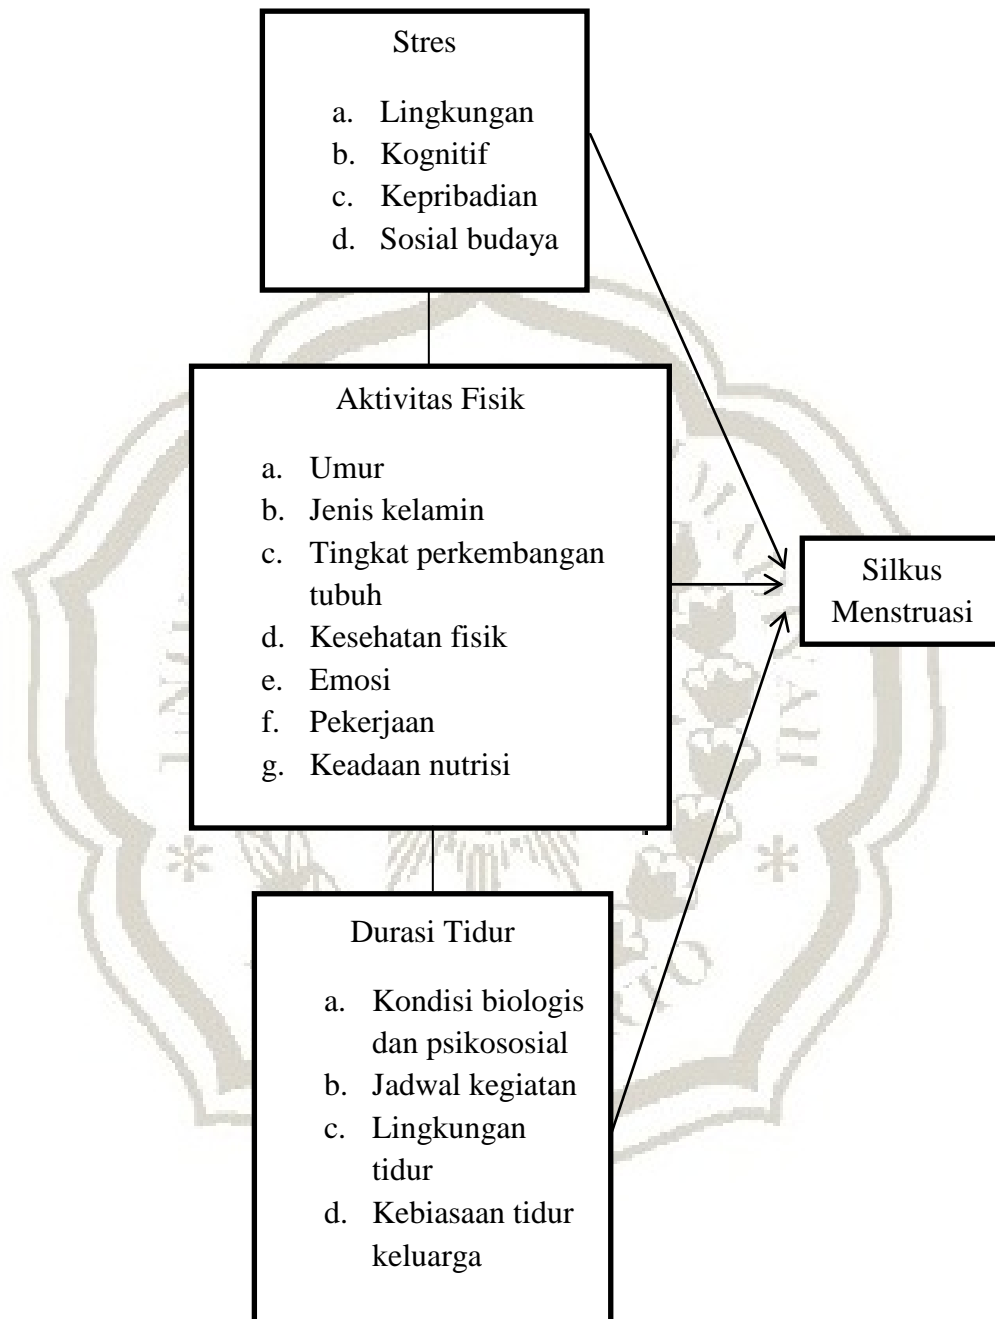 Stres
a. Lingkungan
b. Kognitif
c. Kepribadian
d. Sosial budaya
Aktivitas Fisik
a. Umur
b. Jenis kelamin
c. Tingkat perkembangan
tubuh
d. Kesehatan fisik
e. Emosi
f. Pekerjaan
g. Keadaan nutrisi
Silkus
Menstruasi
Durasi Tidur
a. Kondisi biologis
dan psikososial
b. Jadwal kegiatan
c. Lingkungan
tidur
d. Kebiasaan tidur
keluarga